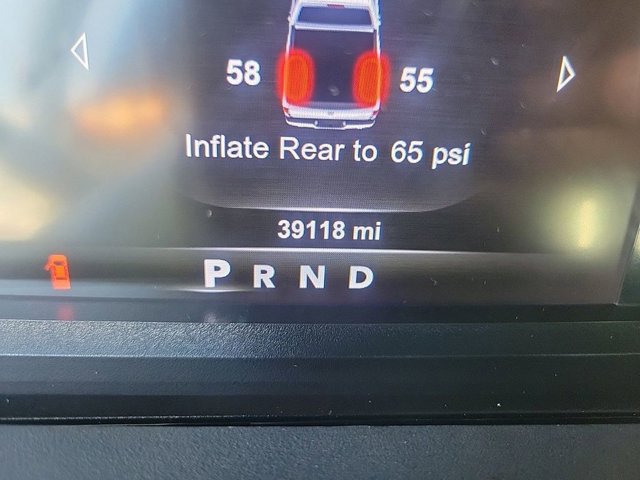 58 55
Inflate Rear to 65 psi
39118 mi
P R N D